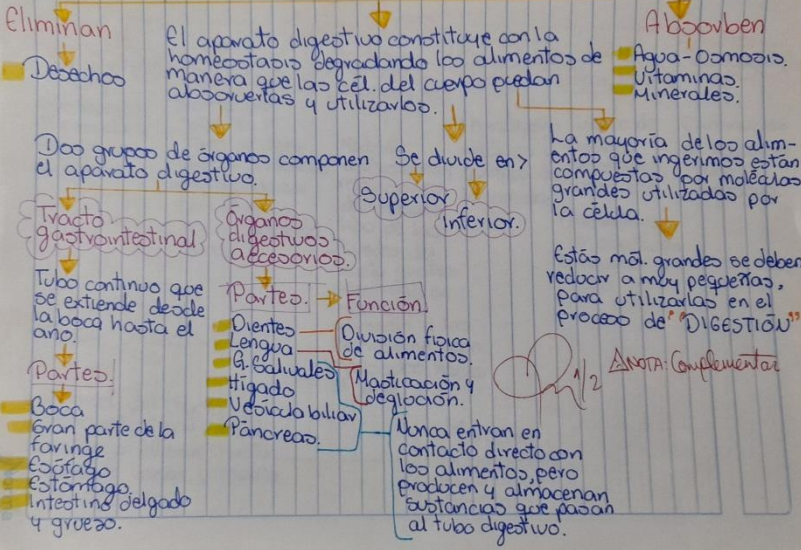 Eliminan
Desechos
El aparato digestivo constituye con la
homeostasis degradando los alimentos de
manera que las cél. del cuerpo puedan
absorverlas y utilizarlos.
Absorben
Agua-Osmosis.
Vitaminas.
Minerales.
Dos grupos de órganos componen
el aparato digestivo.
Se divide en>
Superior
Inferior.
La mayoría de los alim-
entos que ingerimos están
compuestas por moléculas
grandes utilizadas por
la célula.
Estás mól. grandes se deben
reducir a muy pequeñas,
para utilizarlas en el
proceso de "DIGESTIÓN"
Tracto
gastrointestinal
Tubo continuo que
se extiende desde
la boca hasta el
ano.
Partes.
Boca
Gran parte de la
faringe
Esófago
Estómago
Intestino delgado
y grueso.
Órganos
digestivos
accesorios.
Partes.
Función
Dientes
Lengua
G. Salivales
Hígado
Vesícula biliar
Páncreas.
División física
de alimentos.
Masticación y
deglución.
Nunca entran en
contacto directo con
los alimentos, pero
producen y almacenan
sustancias que pasan
al tubo digestivo.
1/2
NOTA: Complementar